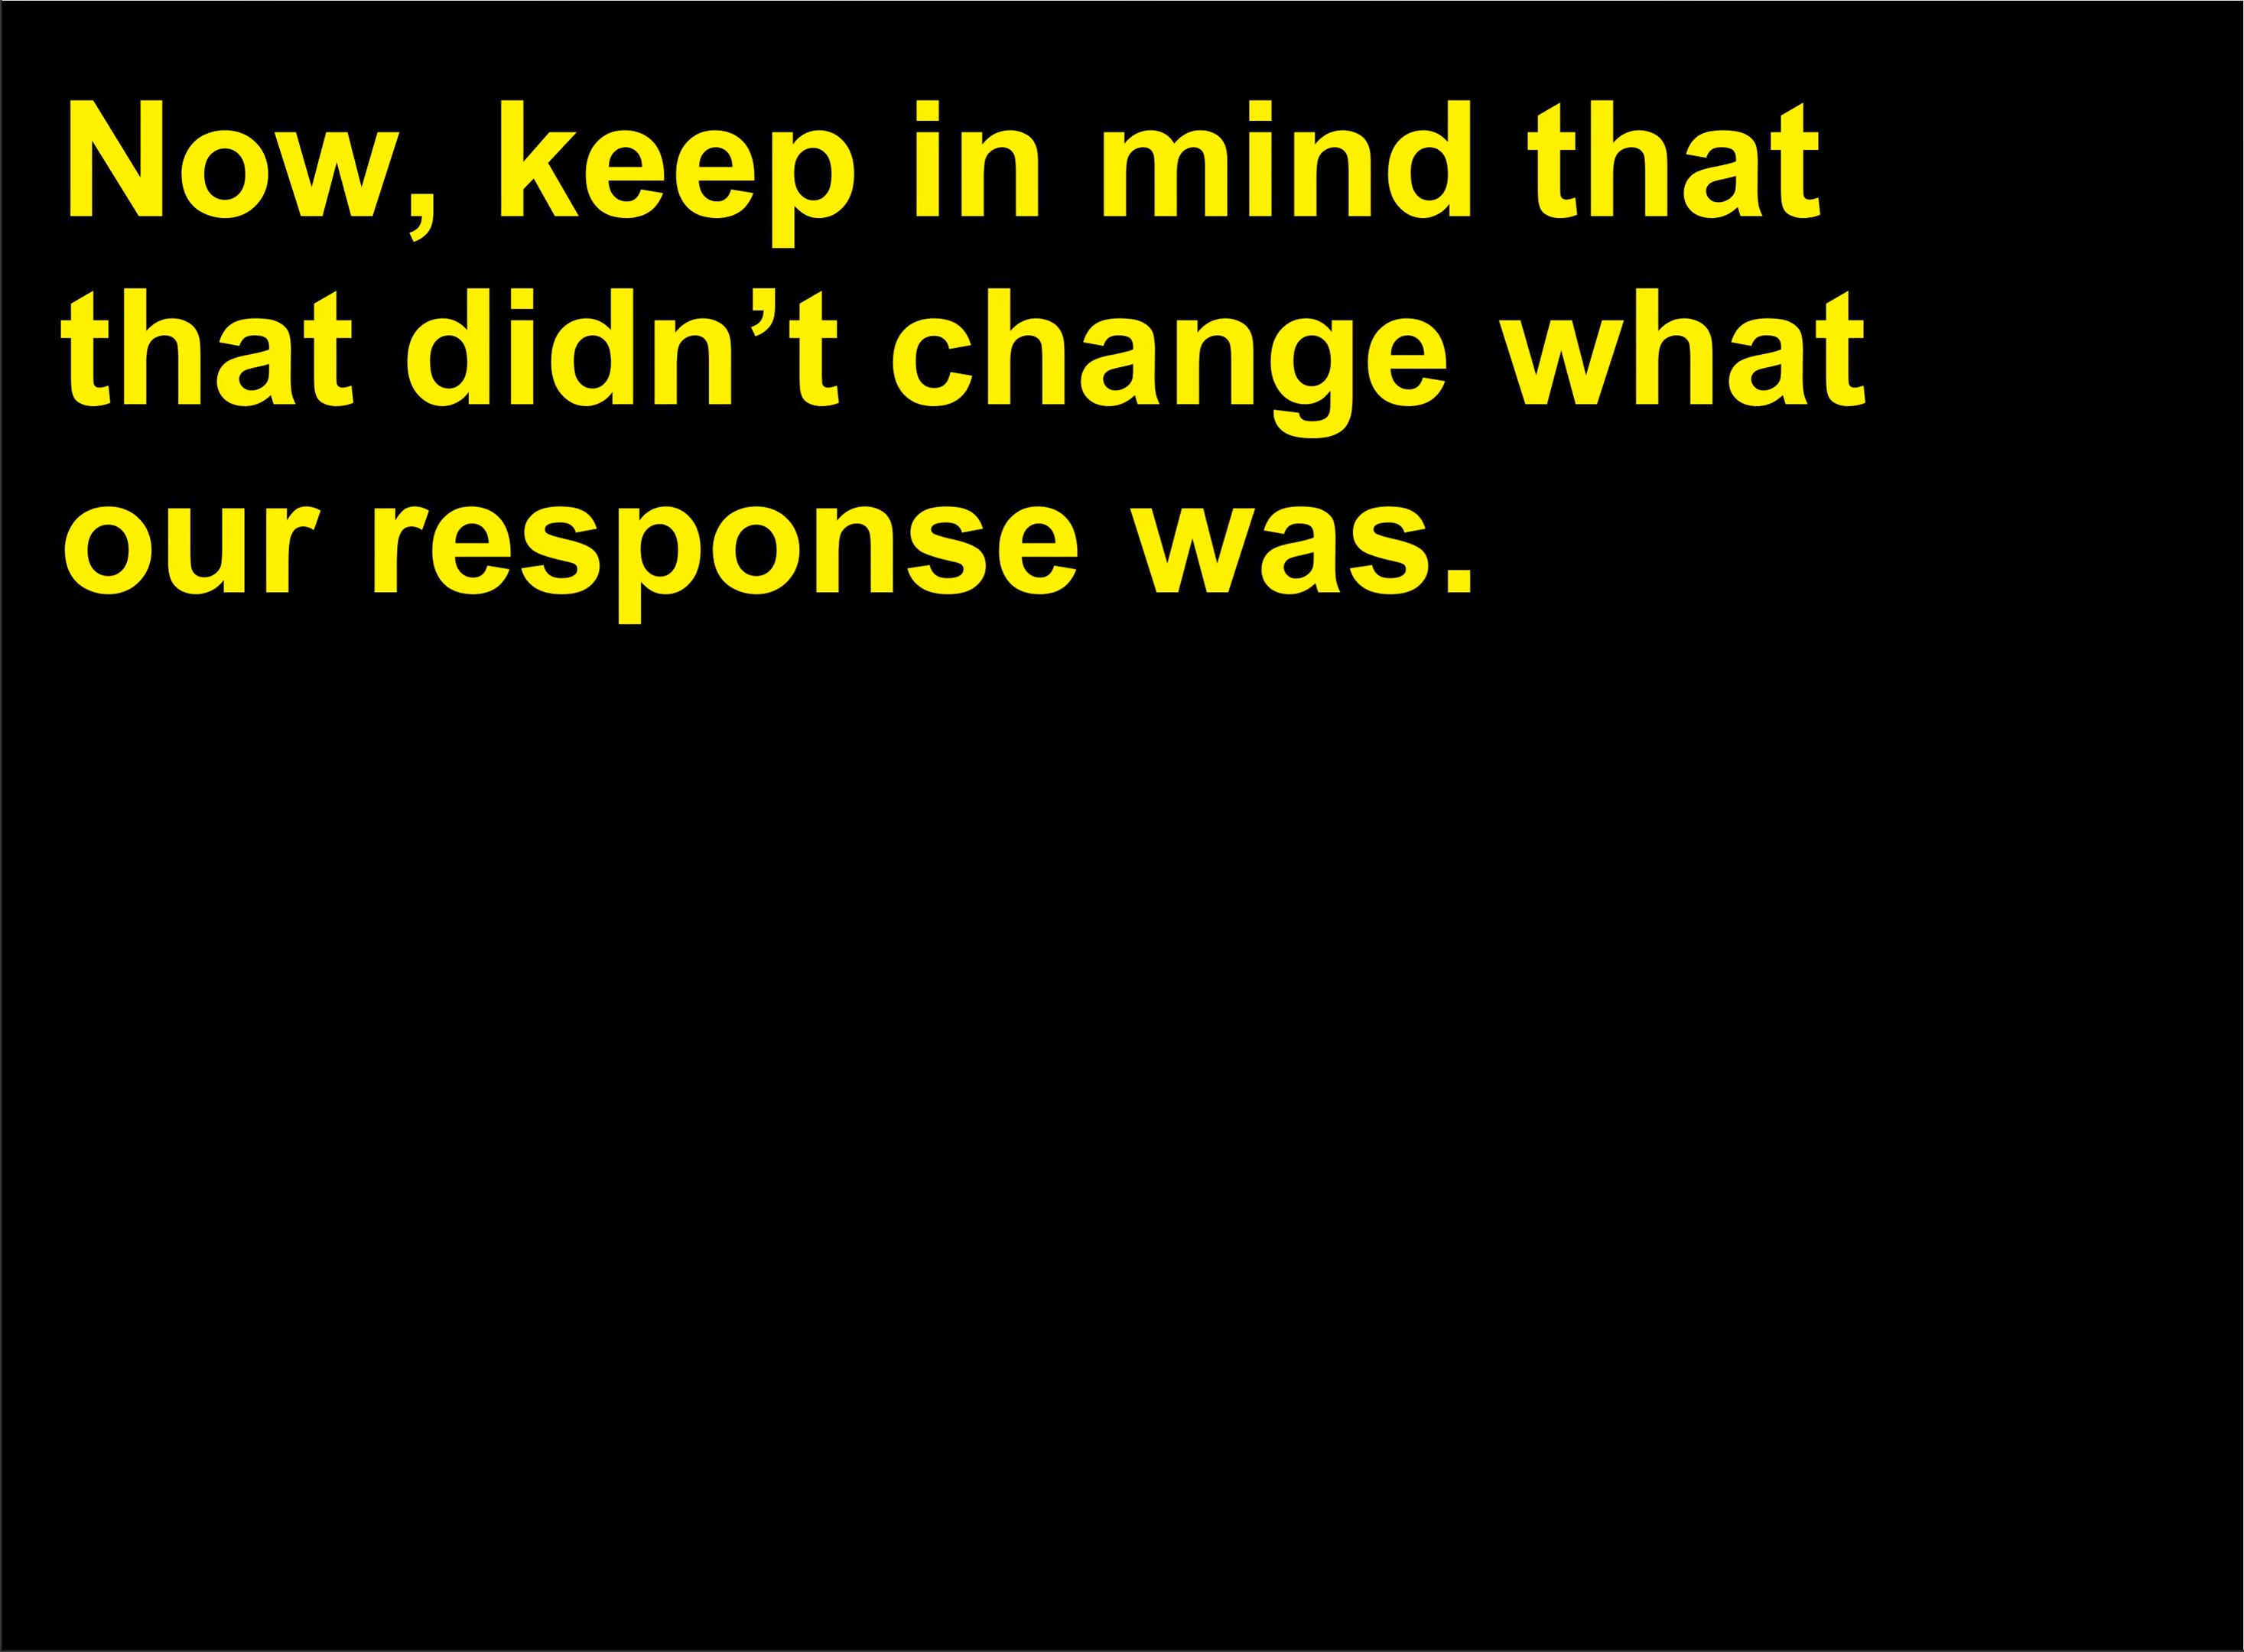 Now, keep in mind that
that didn’t change what
our response was.